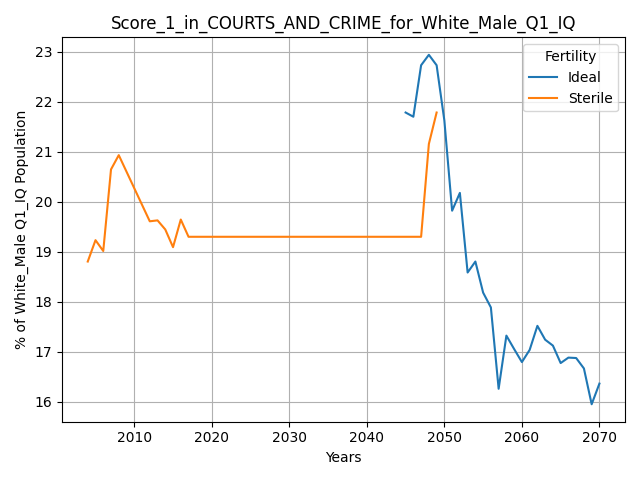 Score_1_in_COURTS_AND_CRIME_for_White_Male_Q1_IQ
Fertility
Ideal
Sterile
% of White_Male Q1_IQ Population
23
22
21
20
19
18
17
16
2010
2020
2030
2040
2050
2060
2070
Years